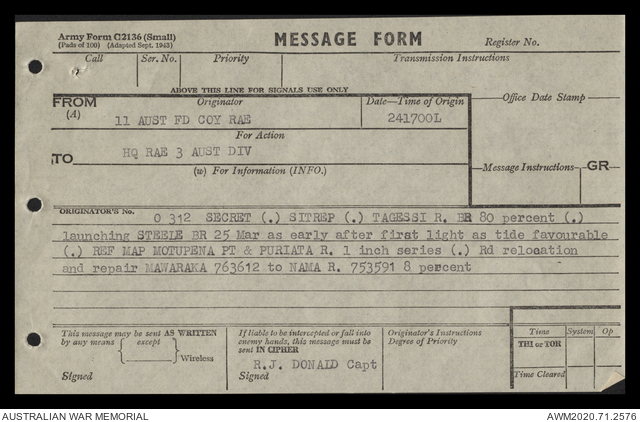 Army Form C2136 (Small)
(Pads of 100) (Adapted Sept. 1943)
MESSAGE FORM
Register No.
Call
Ser. No.
Priority
Transmission Instructions
ABOVE THIS LINE FOR SIGNALS USE ONLY
FROM
(A)
Originator
Date—Time of Origin
Office Date Stamp
11 AUST FD COY RAE
241700L
For Action
TO
HQ RAE 3 AUST DIV
(w) For Information (INFO.)
Message Instructions
GR
ORIGINATOR'S No.
O 312 SECRET (.) SITREP (.) TAGESSI R. BR 80 percent (.)
launching STEELE BR 25 Mar as early after first light as tide favourable
(.) REF MAP MOTUPENA PT & PURIATA R. 1 inch series (.) Rd relocation
and repair MAWARAKA 763612 to NAMA R. 753591 8 percent
This message may be sent AS WRITTEN
by any means { except }
Wireless
Signed
If liable to be intercepted or fall into
enemy hands, this message must be
sent IN CIPHER
R.J. DONALD Capt
Signed
Originator's Instructions
Degree of Priority
Time
System
Op
THI or TOR
Time Cleared
AUSTRALIAN WAR MEMORIAL
AWM2020.71.2576